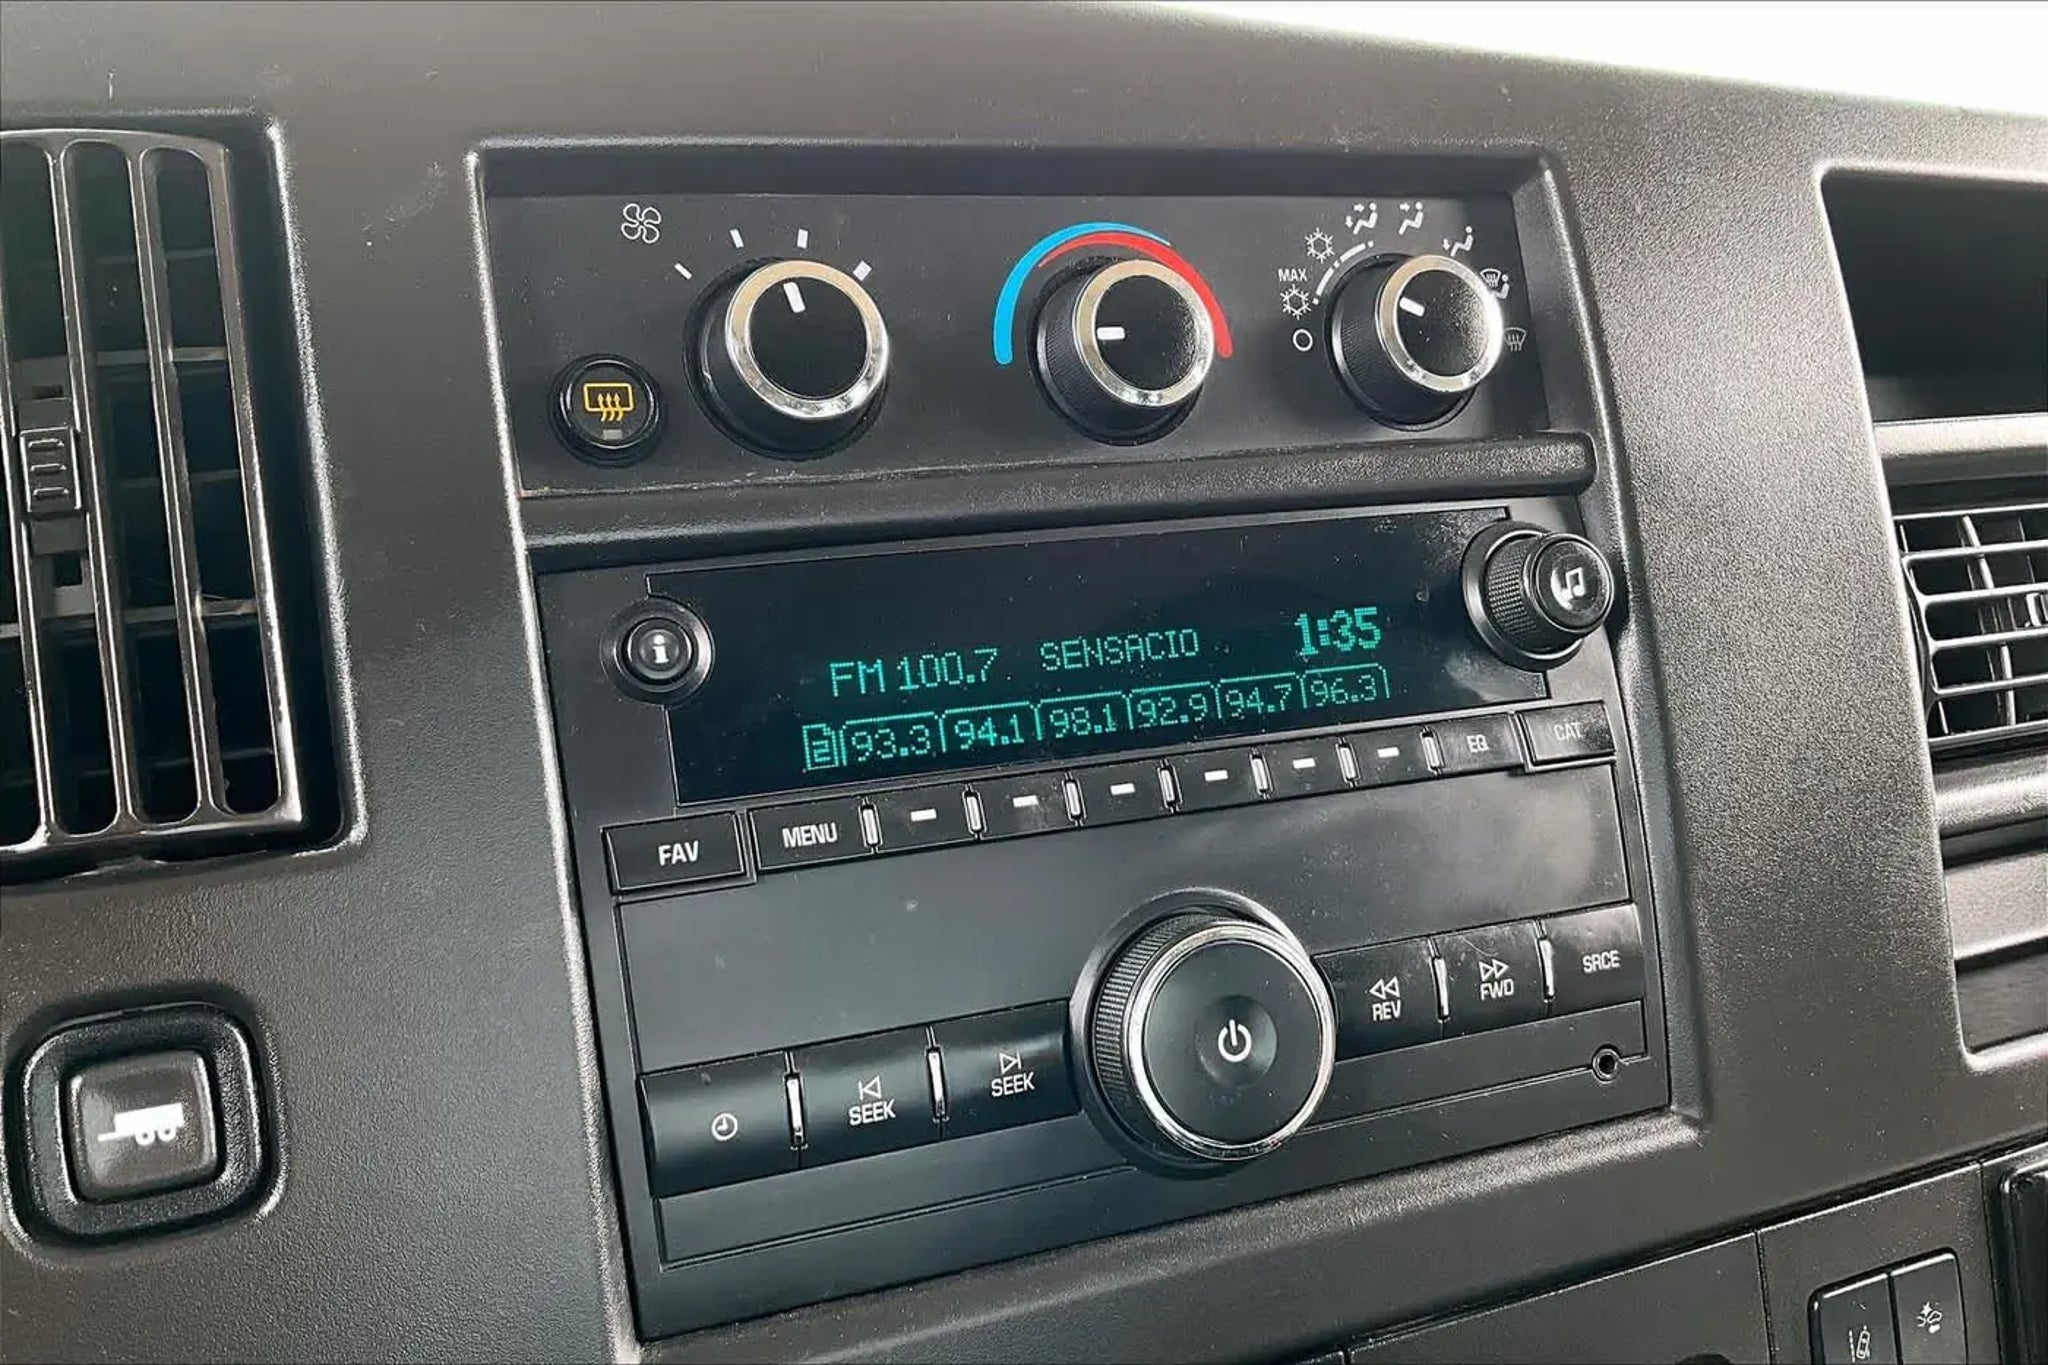 MAX
FM 100.7 SENSACIO 1:35
2 93.3 94.1 98.1 92.9 94.7 96.3
FAV MENU EQ CAT
SEEK SEEK REV FWD SRCE